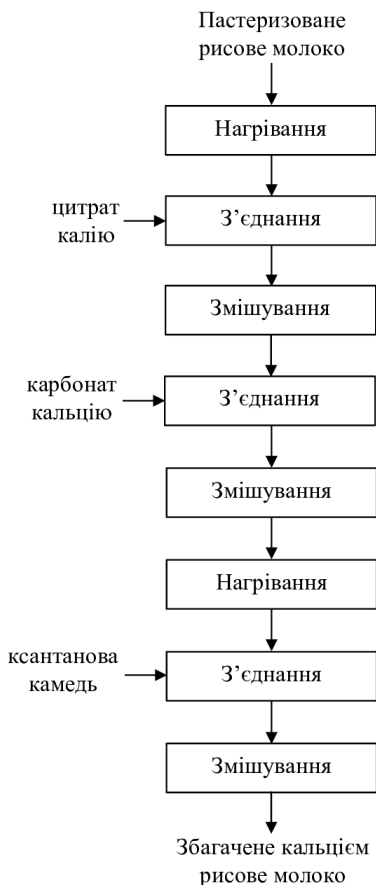 Пастеризоване
рисове молоко
Нагрівання
цитрат
калію
З’єднання
Змішування
карбонат
кальцію
З’єднання
Змішування
Нагрівання
ксантанова
камедь
З’єднання
Змішування
Збагачене кальцієм
рисове молоко